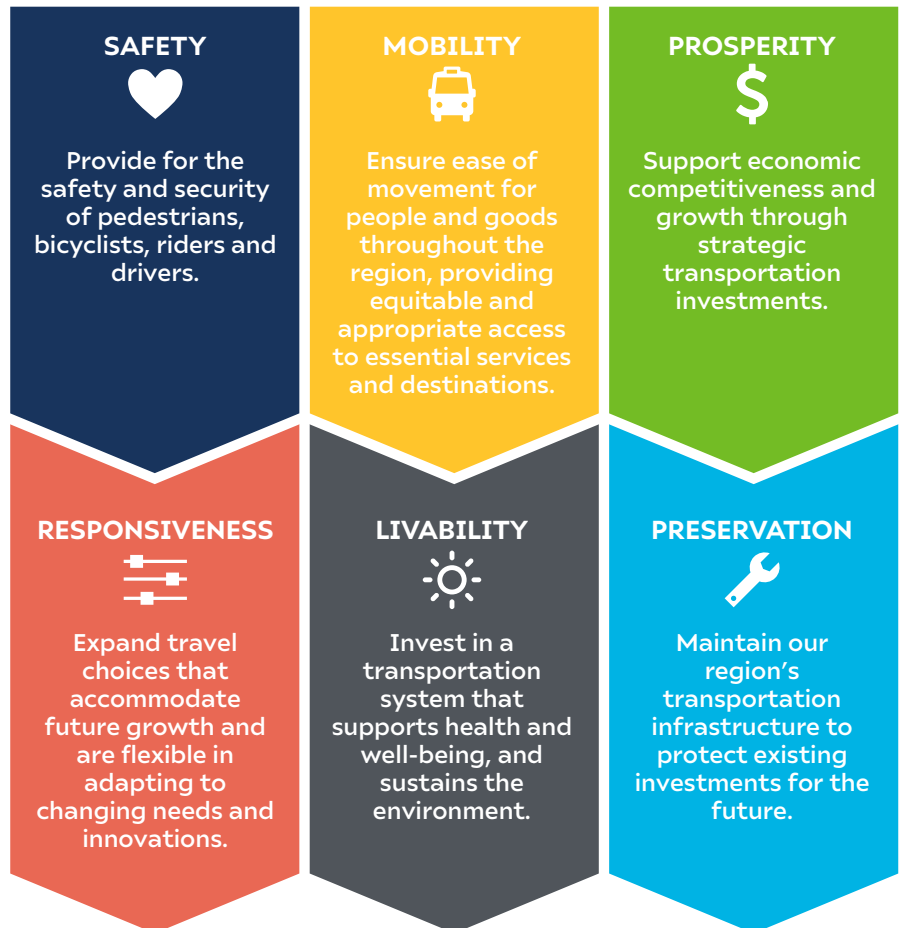 SAFETY
Provide for the
safety and security
of pedestrians,
bicyclists, riders and
drivers.
MOBILITY
Ensure ease of
movement for
people and goods
throughout the
region, providing
equitable and
appropriate access
to essential services
and destinations.
PROSPERITY
$
Support economic
competitiveness and
growth through
strategic
transportation
investments.
RESPONSIVENESS
Expand travel
choices that
accommodate
future growth and
are flexible in
adapting to
changing needs and
innovations.
LIVABILITY
Invest in a
transportation
system that
supports health and
well-being, and
sustains the
environment.
PRESERVATION
Maintain our
region's
transportation
infrastructure to
protect existing
investments for the
future.